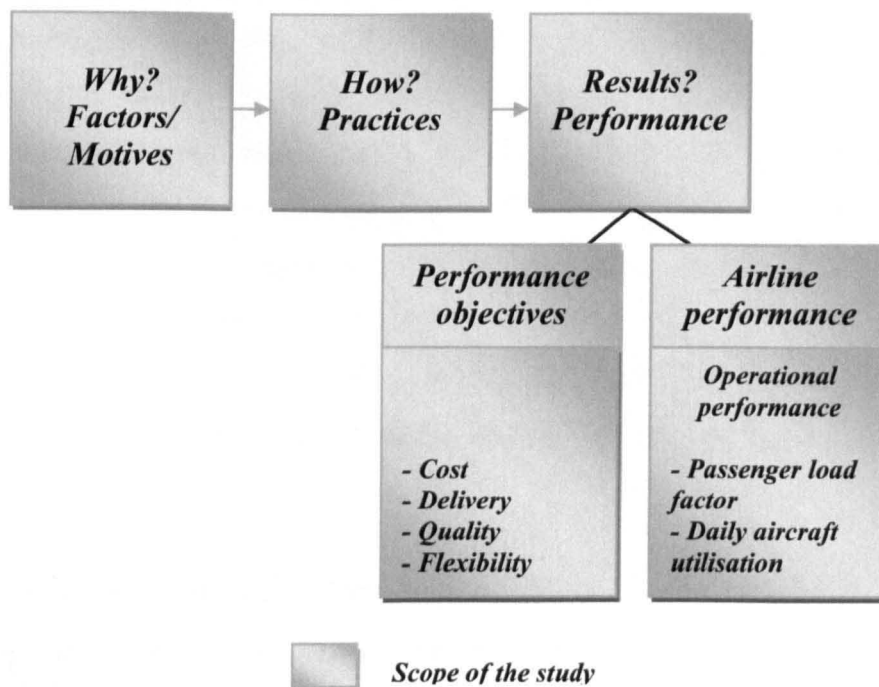 Why?
Factors/
Motives
How?
Practices
Results?
Performance
Performance
objectives
- Cost
- Delivery
- Quality
- Flexibility
Airline
performance
Operational
performance
- Passenger load
factor
- Daily aircraft
utilisation
Scope of the study